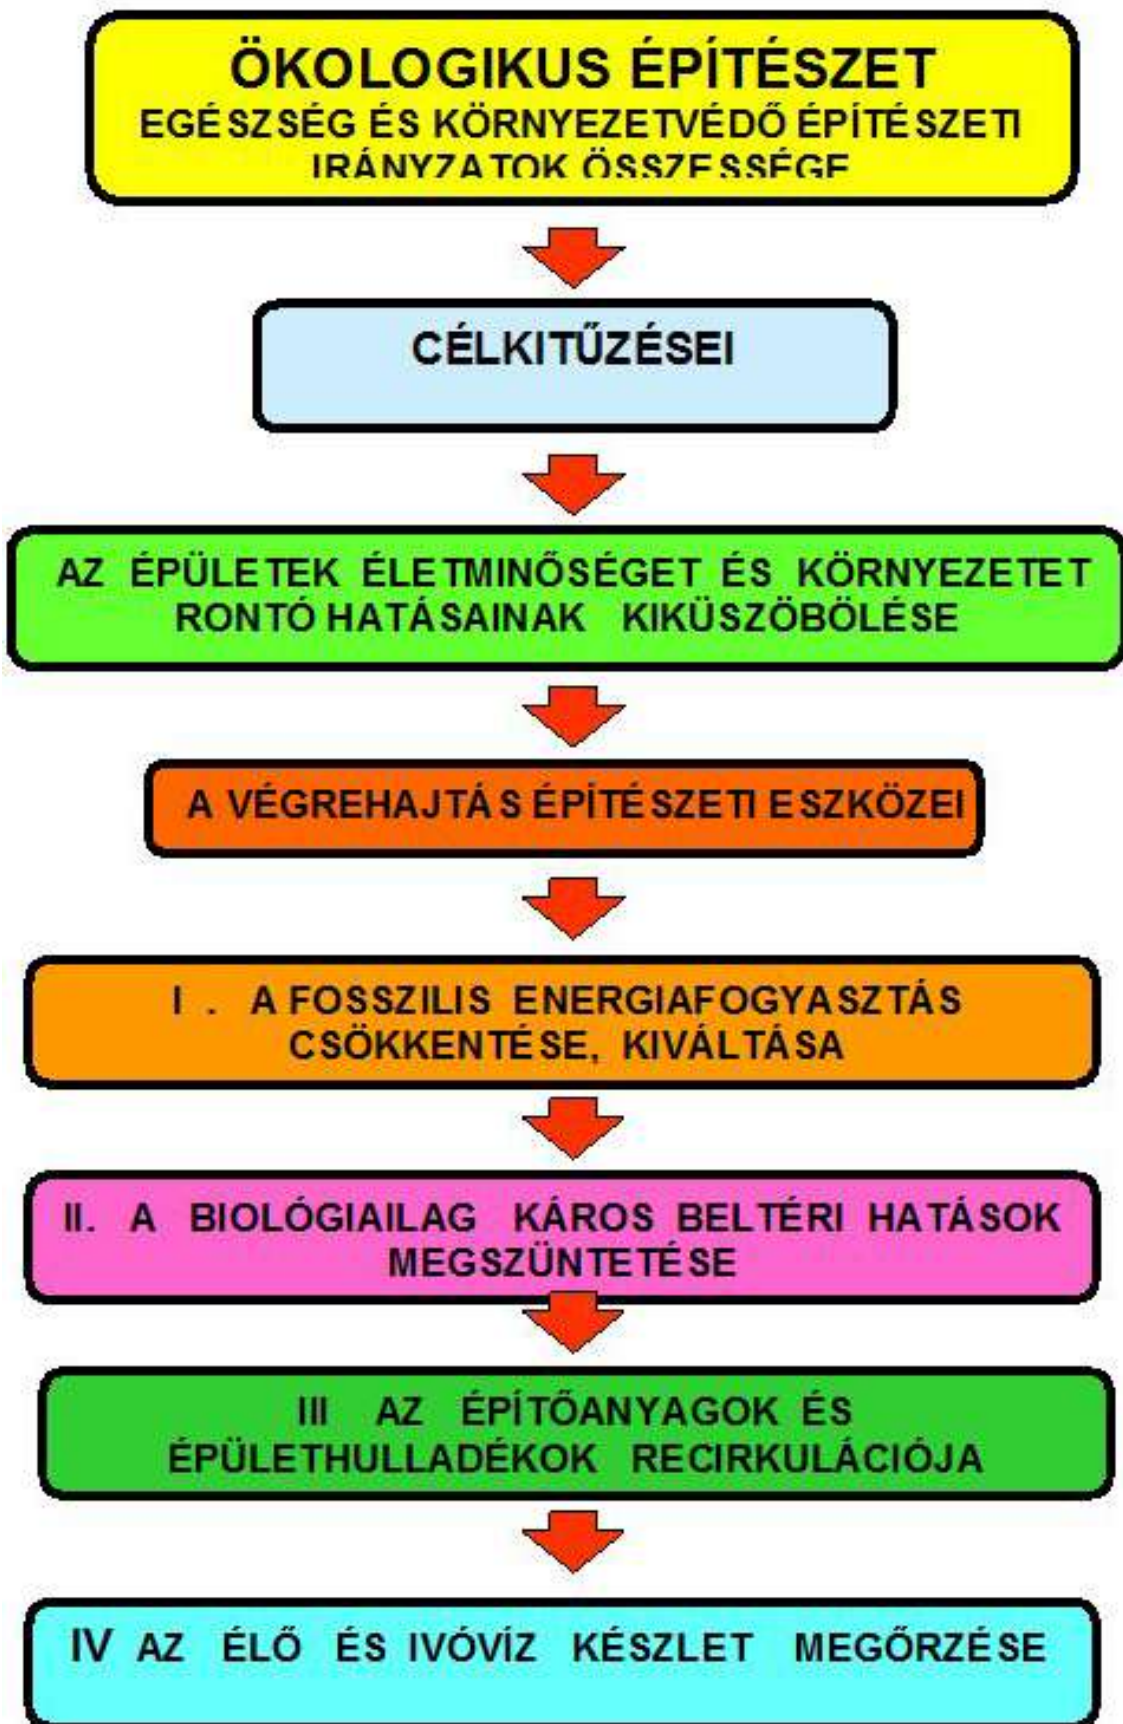 ÖKOLOGIKUS ÉPÍTÉSZET
EGÉSZSÉG ÉS KÖRNYEZETVÉDŐ ÉPÍTÉSZETI
IRÁNYZATOK ÖSSZESSÉGE
CÉLKITŰZÉSEI
AZ ÉPÜLETEK ÉLETMINŐSÉGET ÉS KÖRNYEZETET
RONTÓ HATÁSAINAK KIKÜSZÖBÖLÉSE
A VÉGREHAJTÁS ÉPÍTÉSZETI ESZKÖZEI
I . A FOSSZILIS ENERGIAFOGYASZTÁS
CSÖKKENTÉSE, KIVÁLTÁSA
II. A BIOLÓGIAILAG KÁROS BELTÉRI HATÁSOK
MEGSZÜNTETÉSE
III AZ ÉPÍTŐANYAGOK ÉS
ÉPÜLETHULLADÉKOK RECIRKULÁCIÓJA
IV AZ ÉLŐ ÉS IVÓVÍZ KÉSZLET MEGŐRZÉSE